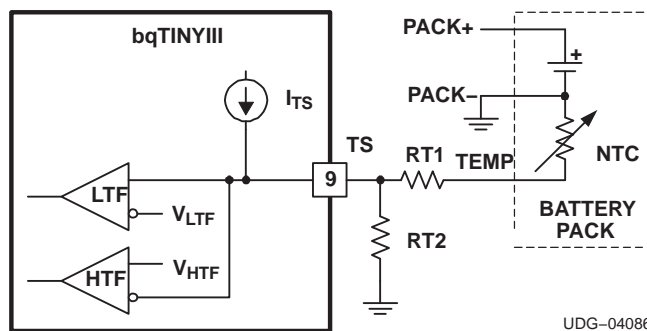 bqTINYIII
PACK+
+
I_TS
PACK−
TS
RT1
TEMP
NTC
9
LTF
V_LTF
BATTERY
PACK
RT2
V_HTF
HTF
UDG−04086